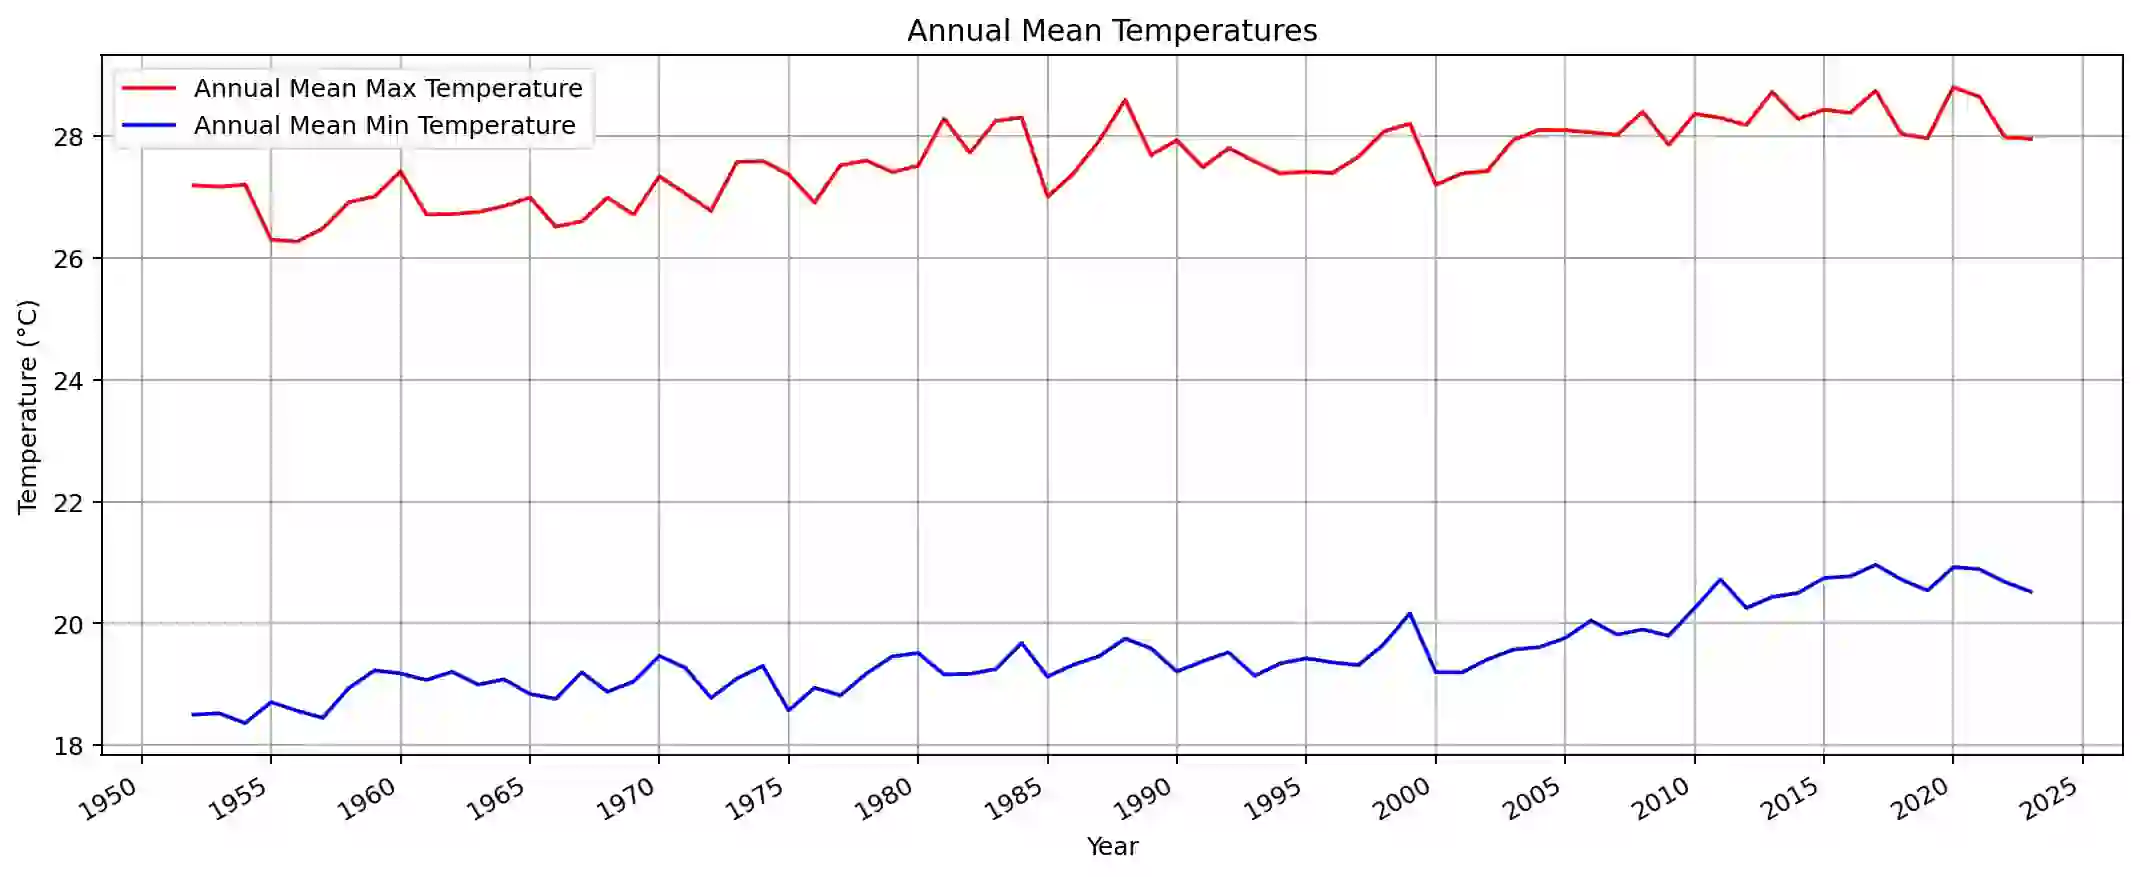 Annual Mean Temperatures
Annual Mean Max Temperature
Annual Mean Min Temperature
Temperature (°C)
28
26
24
22
20
18
1950 1955 1960 1965 1970 1975 1980 1985 1990 1995 2000 2005 2010 2015 2020 2025
Year